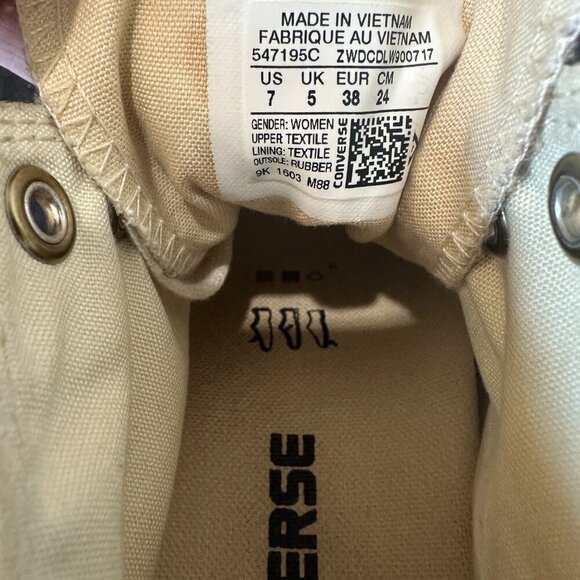 MADE IN VIETNAM
FABRIQUE AU VIETNAM
547195C ZWDCDLW900717
US UK EUR CM
7 5 38 24
GENDER: WOMEN
UPPER TEXTILE
LINING: TEXTILE
OUTSOLE: RUBBER
9K 1603 M88
CONVERSE
ERSE